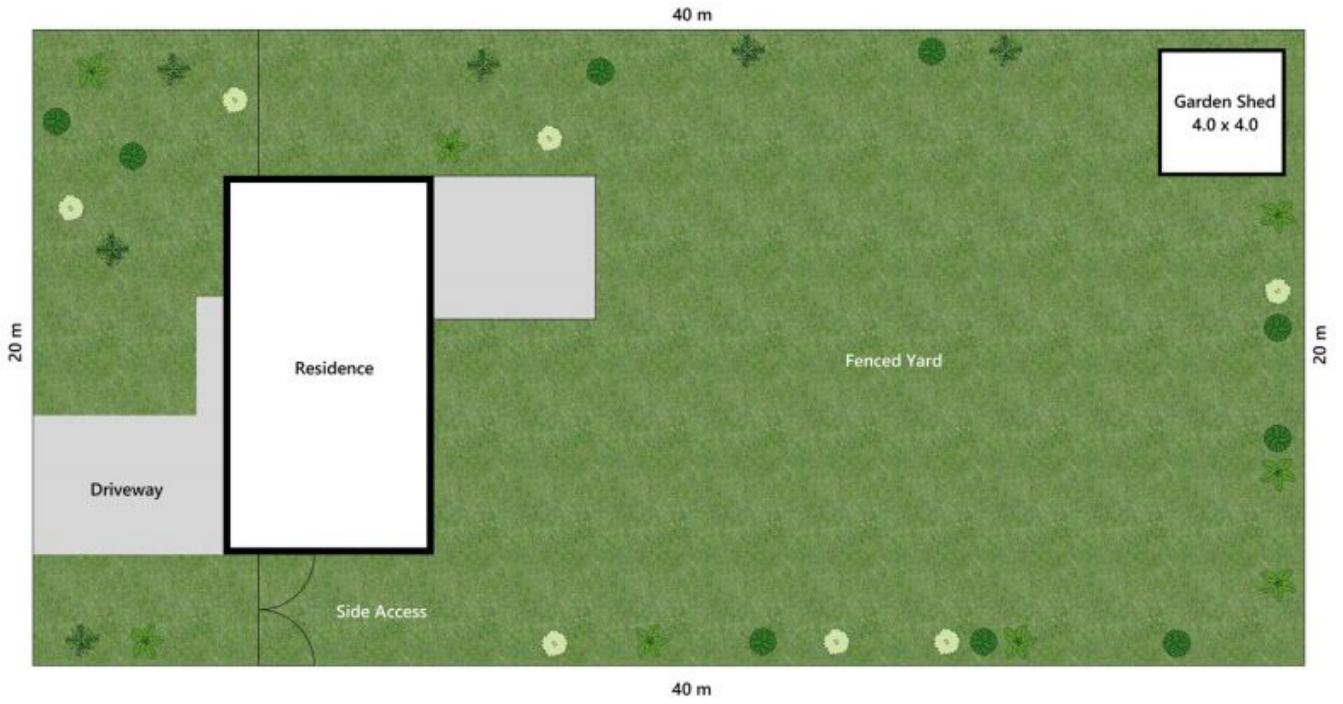 40 m
Garden Shed
4.0 x 4.0
20 m
Residence
Fenced Yard
20 m
Driveway
Side Access
40 m